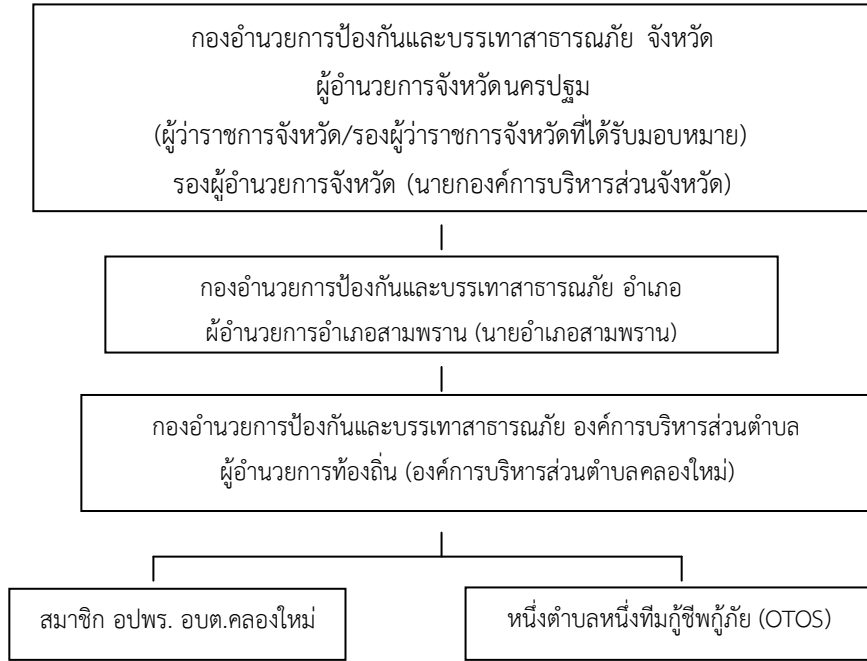 กองอำนวยการป้องกันและบรรเทาสาธารณภัย จังหวัด
ผู้อำนวยการจังหวัดนครปฐม
(ผู้ว่าราชการจังหวัด/รองผู้ว่าราชการจังหวัดที่ได้รับมอบหมาย)
รองผู้อำนวยการจังหวัด (นายกองค์การบริหารส่วนจังหวัด)
กองอำนวยการป้องกันและบรรเทาสาธารณภัย อำเภอ
ผ้อำนวยการอำเภอสามพราน (นายอำเภอสามพราน)
กองอำนวยการป้องกันและบรรเทาสาธารณภัย องค์การบริหารส่วนตำบล
ผู้อำนวยการท้องถิ่น (องค์การบริหารส่วนตำบลคลองใหม่)
สมาชิก อปพร. อบต.คลองใหม่
หนึ่งตำบลหนึ่งทีมกู้ชีพกู้ภัย (OTOS)